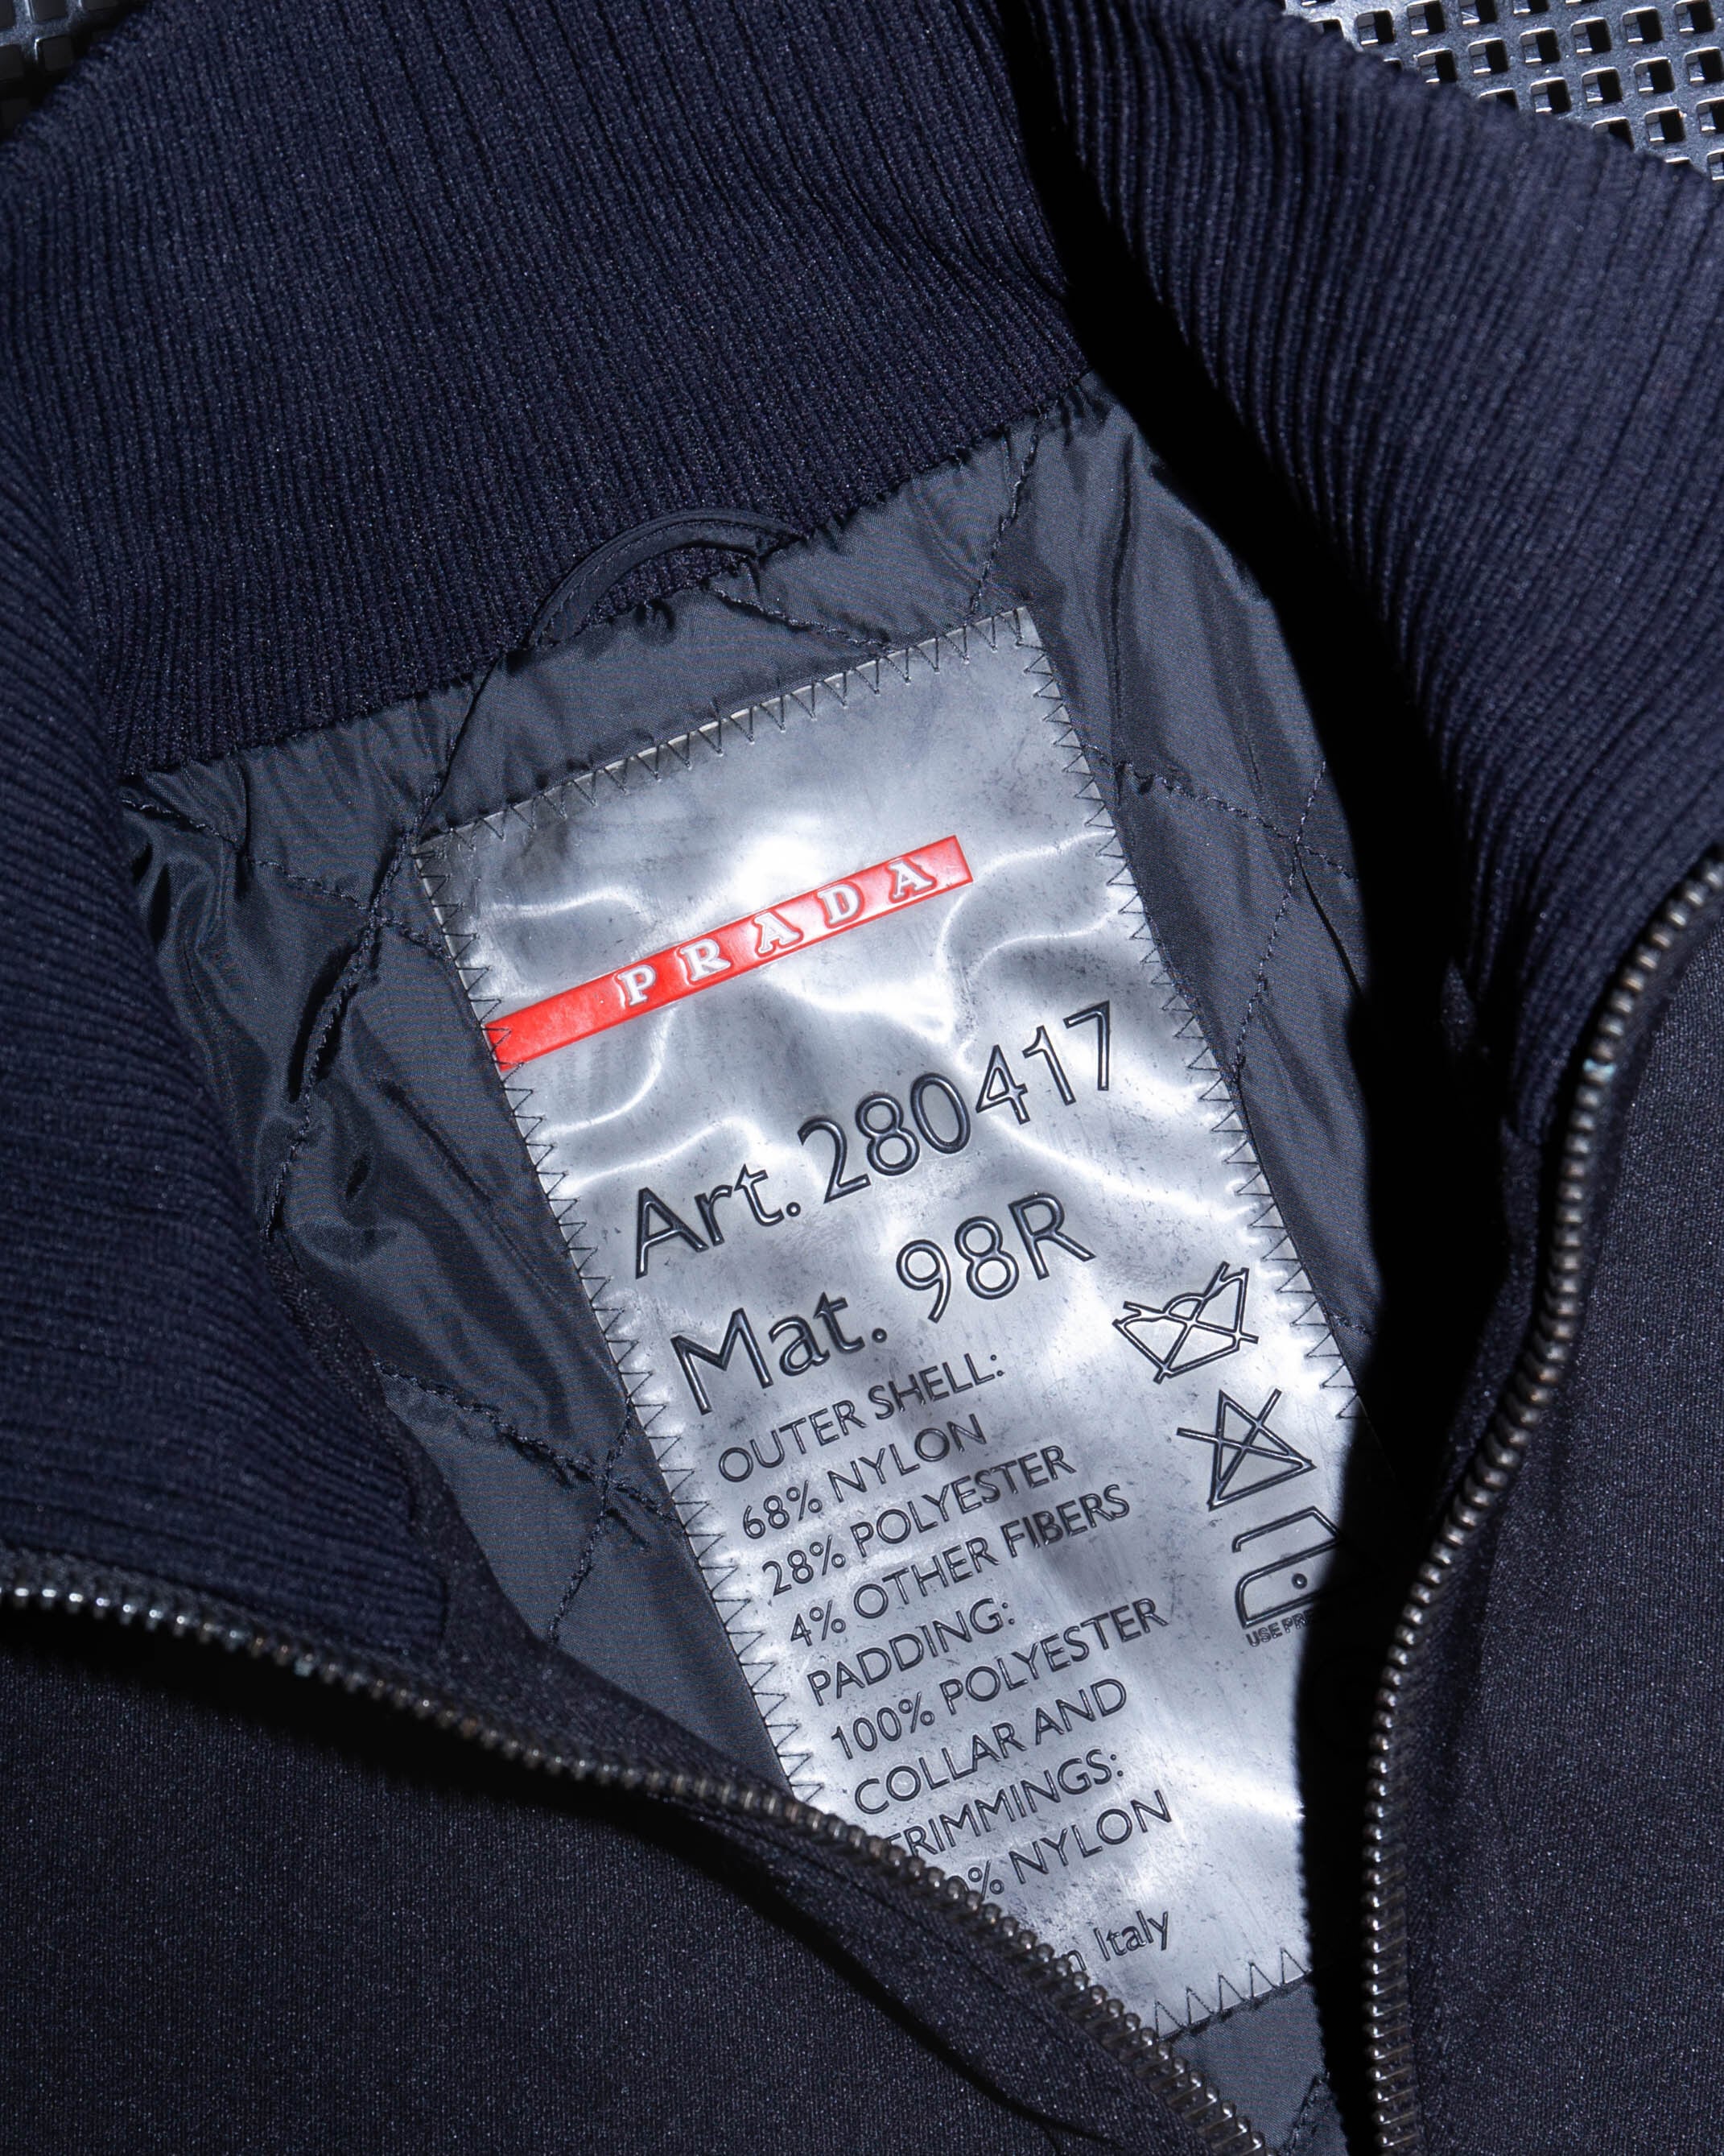 PRADA
Art. 280417
Mat. 98R
OUTER SHELL:
68% NYLON
28% POLYESTER
4% OTHER FIBERS
PADDING:
100% POLYESTER
COLLAR AND
TRIMMINGS:
% NYLON
Italy
USE